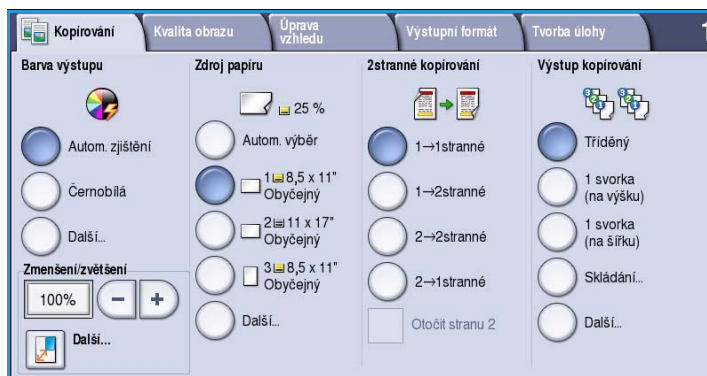 Kopírování
Kvalita obrazu
Úprava
vzhledu
Výstupní formát
Tvorba úlohy
1
Barva výstupu
Autom. zjištění
Černobílá
Další...
Zmenšení/zvětšení
100%
Další...
Zdroj papíru
25 %
Autom. výběr
1 8,5 x 11"
Obyčejný
2 11 x 17"
Obyčejný
3 8,5 x 11"
Obyčejný
Další...
2stranné kopírování
1→1stranné
1→2stranné
2→2stranné
2→1stranné
Otočit stranu 2
Výstup kopírování
Tříděný
1 svorka
(na výšku)
1 svorka
(na šířku)
Skládání...
Další...